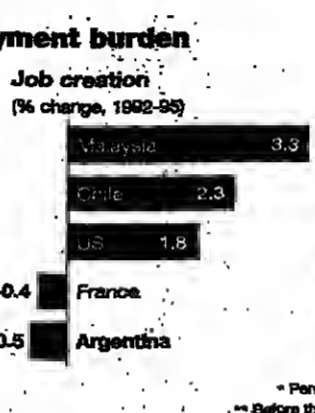 yment burden
Job creation
(% change, 1992-95)
Malaysia 3.3
Chile 2.3
US 1.8
-0.4 France
0.5 Argentina
* Per
** Before th